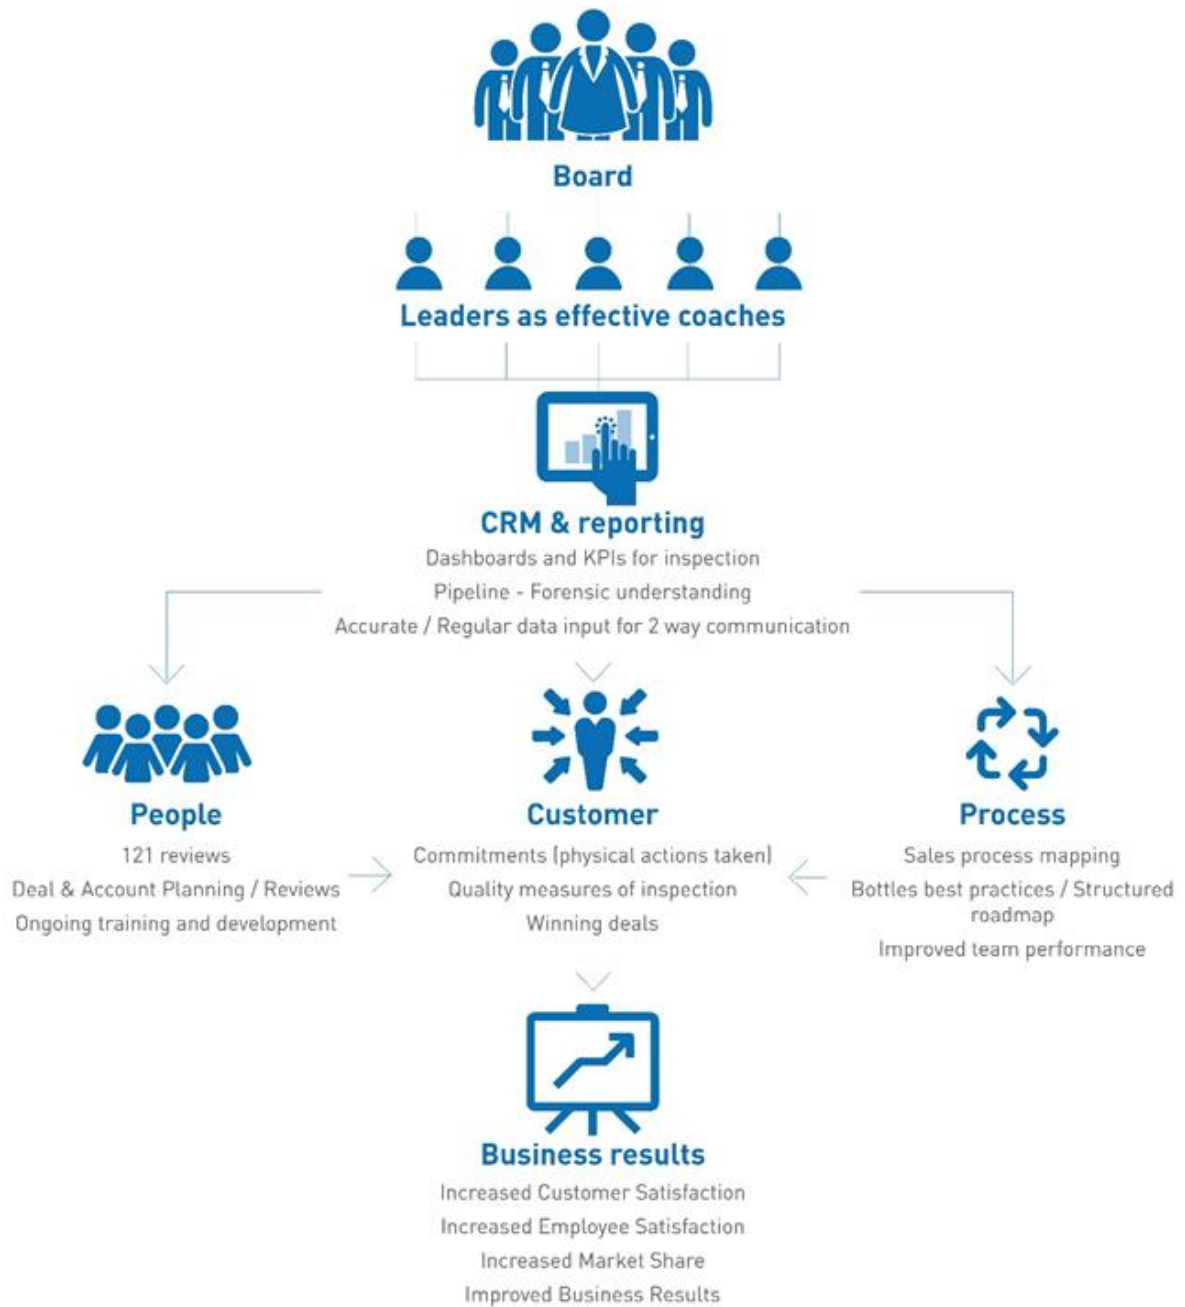 Board
Leaders as effective coaches
CRM & reporting
Dashboards and KPIs for inspection
Pipeline - Forensic understanding
Accurate / Regular data input for 2 way communication
People
121 reviews
Deal & Account Planning / Reviews
Ongoing training and development
Customer
Commitments (physical actions taken)
Quality measures of inspection
Winning deals
Process
Sales process mapping
Bottles best practices / Structured
roadmap
Improved team performance
Business results
Increased Customer Satisfaction
Increased Employee Satisfaction
Increased Market Share
Improved Business Results